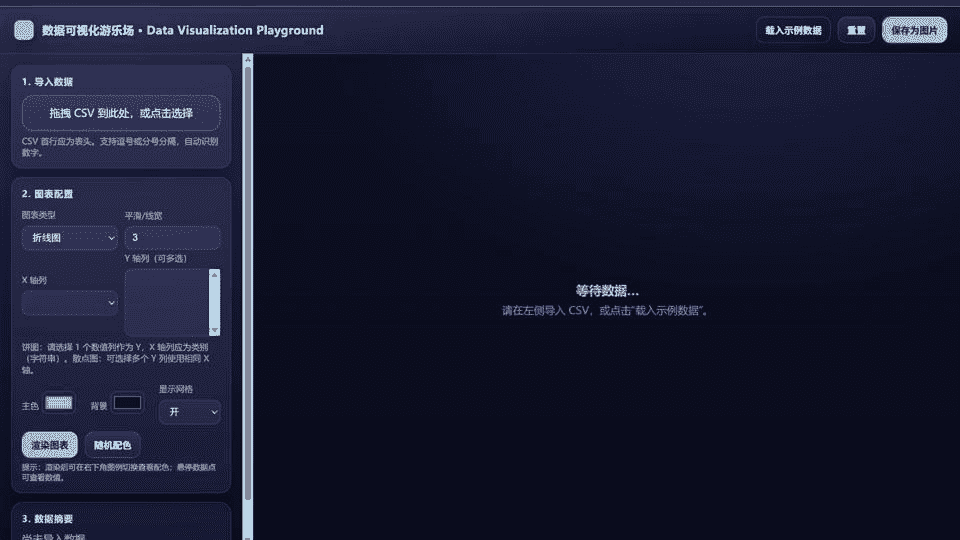 数据可视化游乐场 • Data Visualization Playground
载入示例数据
重置
保存为图片
1. 导入数据
拖拽 CSV 到此处，或点击选择
CSV 首行应为表头。支持逗号或分号分隔，自动识别
数字。
2. 图表配置
图表类型
平滑/线宽
折线图
3
Y 轴列（可多选）
X 轴列
饼图：请选择 1 个数值列作为 Y，X 轴列应为类别
（字符串）。散点图：可选择多个 Y 列使用相同 X
轴。
显示网格
主色
背景
开
渲染图表
随机配色
提示：渲染后可在右下角图例切换查看配色；悬停数据点
可查看数值。
3. 数据摘要
尚未导入数据
等待数据…
请在左侧导入 CSV，或点击“载入示例数据”。